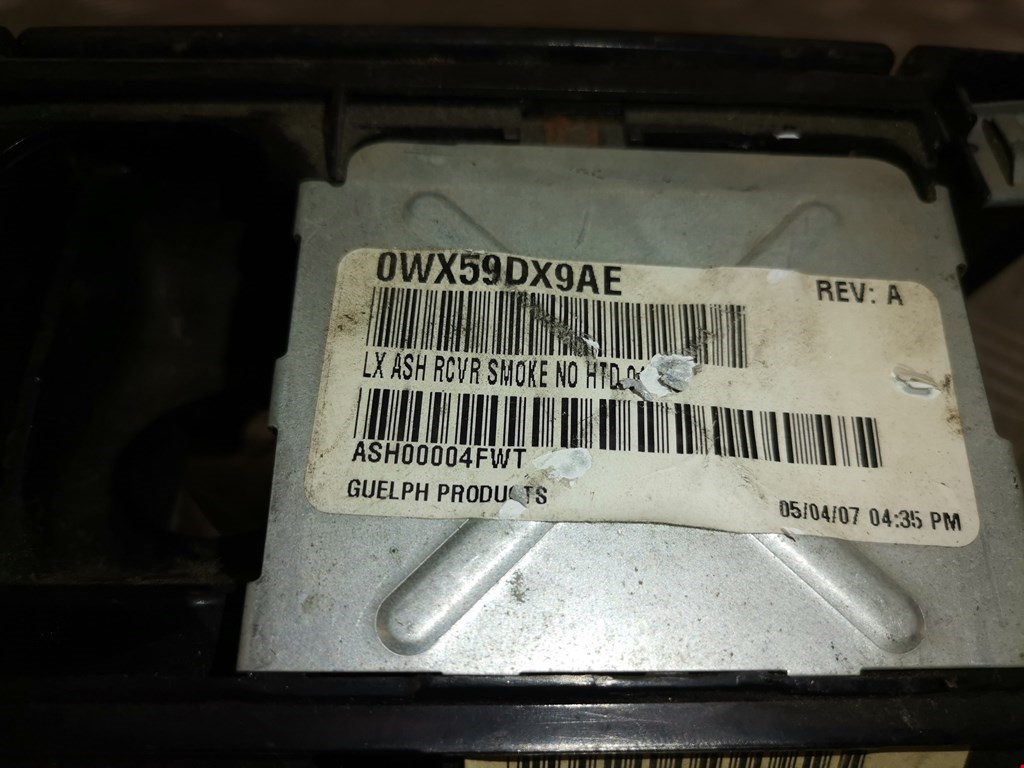 0WX59DX9AE
REV: A
LX ASH RCVR SMOKE NO HTD
ASH00004FWT
GUELPH PRODUCTS
05/04/07 04:35 PM